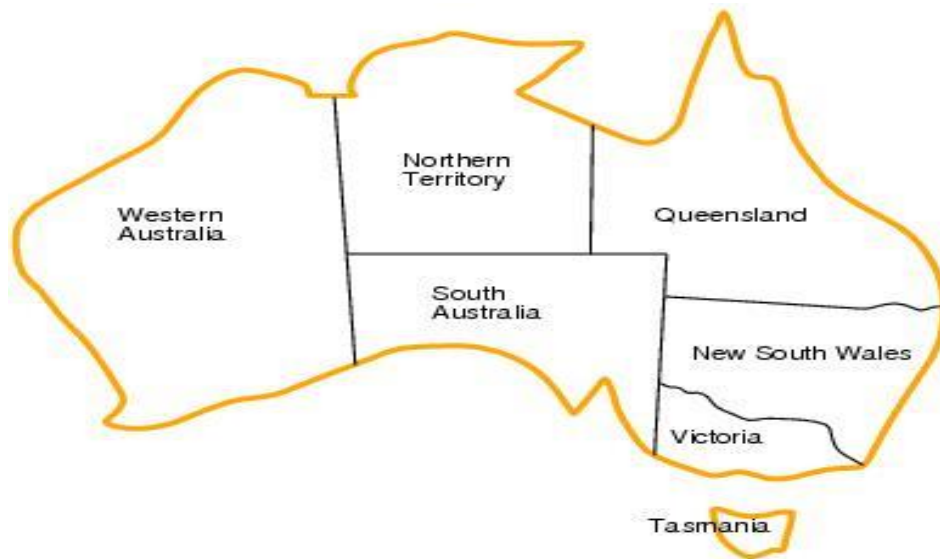 Northern
Territory
Western
Australia
Queensland
South
Australia
New South Wales
Victoria
Tasmania